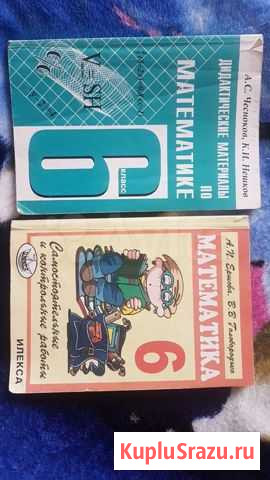 А.С. Чесноков, К.И. Нешков
ДИДАКТИЧЕСКИЕ МАТЕРИАЛЫ
ПО
МАТЕМАТИКЕ
6
КЛАСС
V=SH
А.П. Ершова, В.В. Голобородько
МАТЕМАТИКА
6
Самостоятельные
и контрольные работы
ИЛЕКСА
KupluSrazu.ru